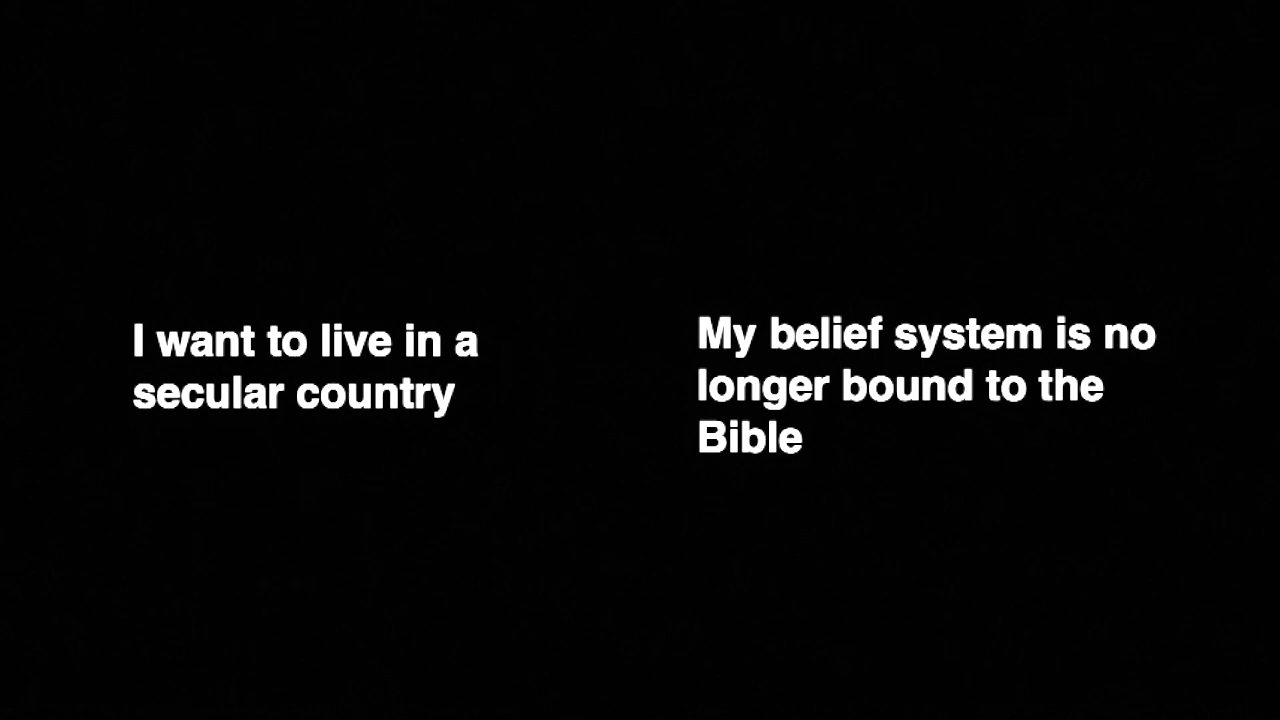 I want to live in a
secular country
My belief system is no
longer bound to the
Bible